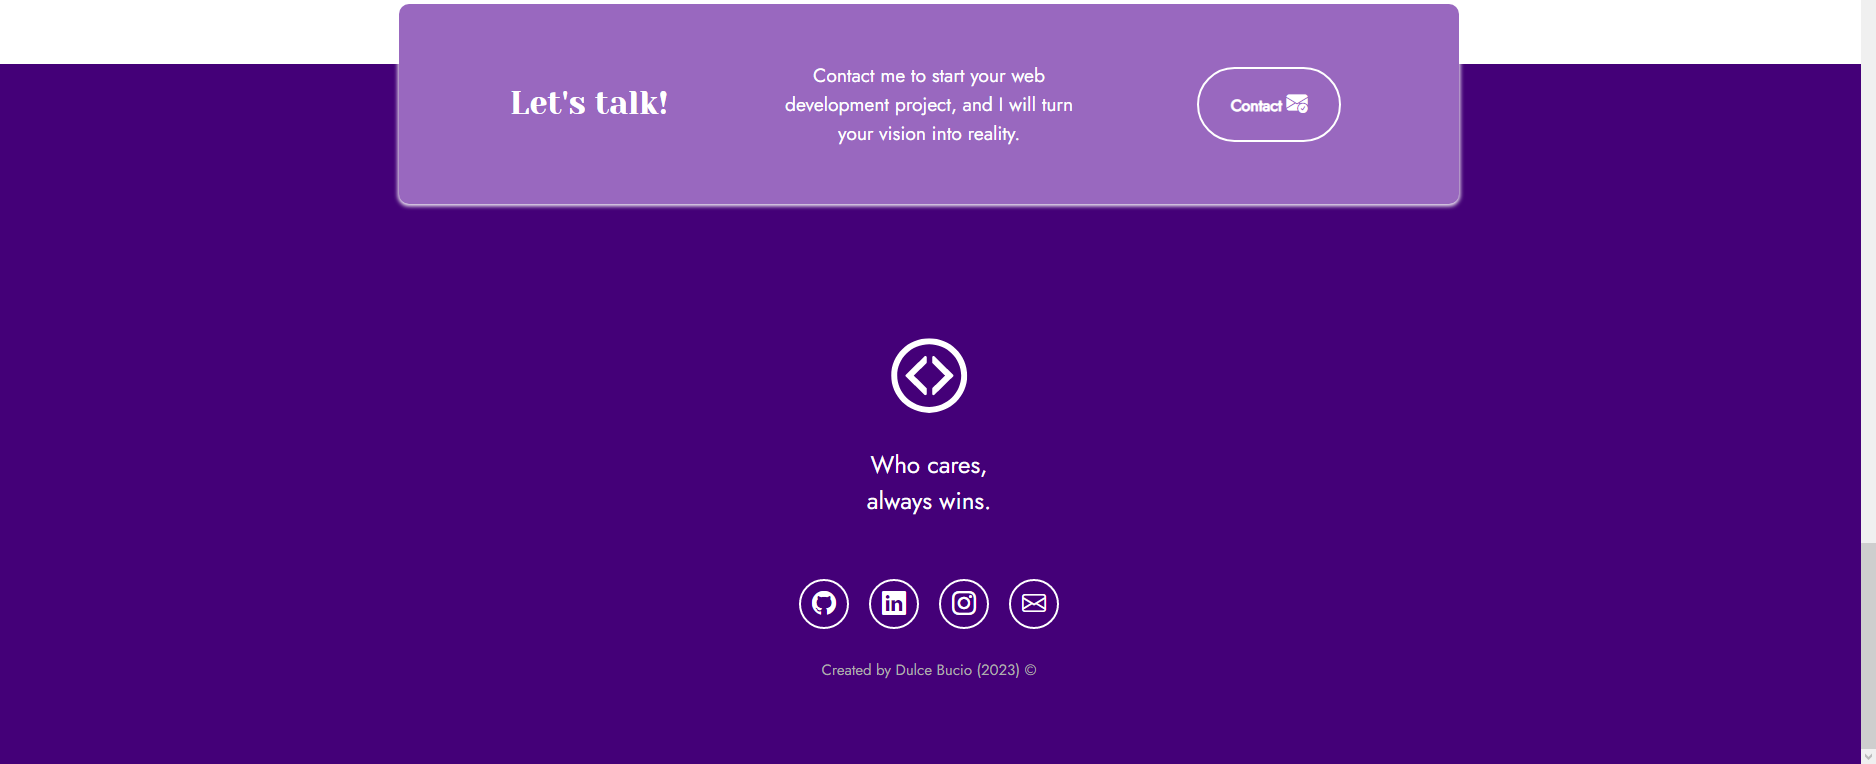 Let's talk!
Contact me to start your web
development project, and I will turn
your vision into reality.
Contact
Who cares,
always wins.
Created by Dulce Bucio (2023) ©